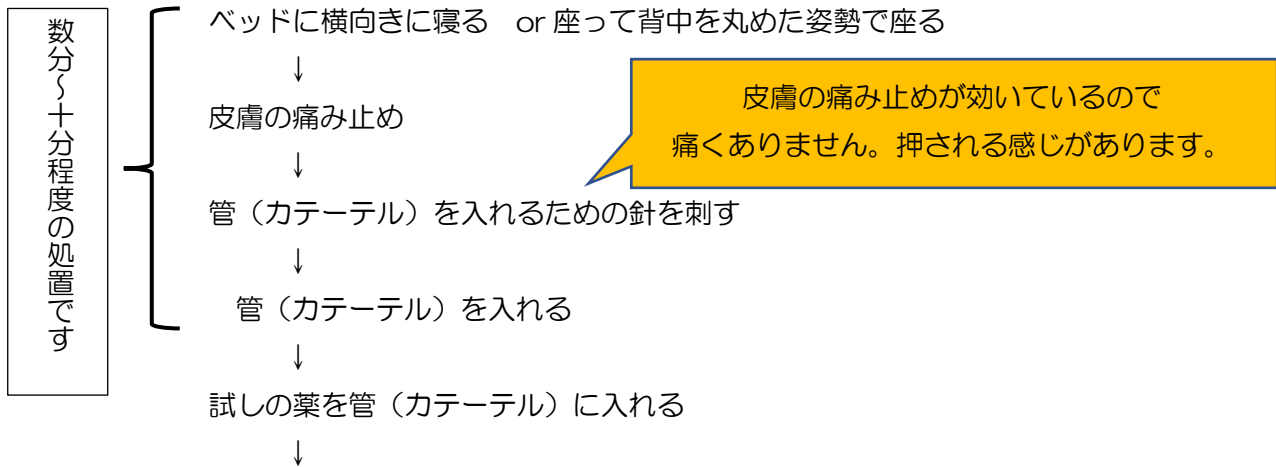 数分～十分程度の処置です
ベッドに横向きに寝る　or 座って背中を丸めた姿勢で座る
↓
皮膚の痛み止め
↓
皮膚の痛み止めが効いているので
痛くありません。押される感じがあります。
管（カテーテル）を入れるための針を刺す
↓
管（カテーテル）を入れる
↓
試しの薬を管（カテーテル）に入れる
↓